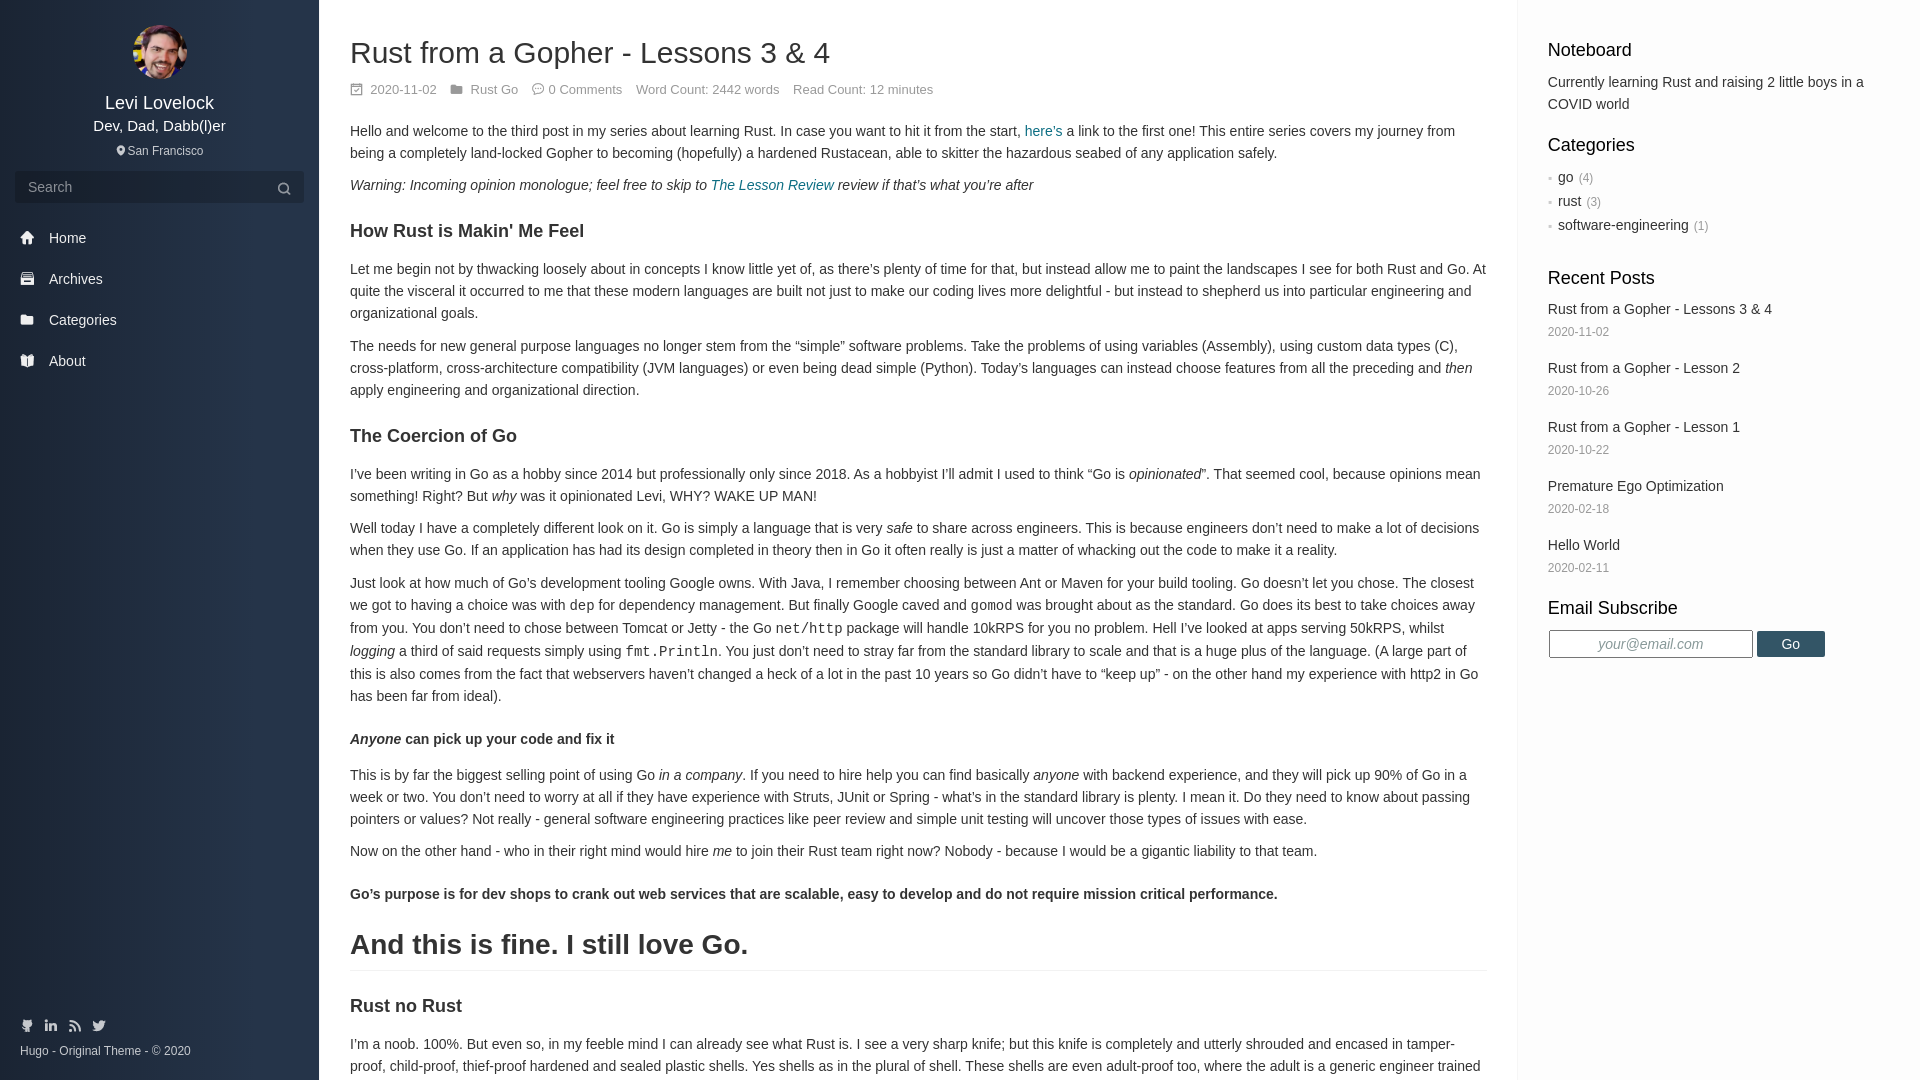 Levi Lovelock
Dev, Dad, Dabb(l)er
San Francisco
Search
Home
Archives
Categories
About
Hugo - Original Theme - © 2020
Rust from a Gopher - Lessons 3 & 4
2020-11-02 Rust Go 0 Comments Word Count: 2442 words Read Count: 12 minutes
Hello and welcome to the third post in my series about learning Rust. In case you want to hit it from the start, here’s a link to the first one! This entire series covers my journey from
being a completely land-locked Gopher to becoming (hopefully) a hardened Rustacean, able to skitter the hazardous seabed of any application safely.
Warning: Incoming opinion monologue; feel free to skip to The Lesson Review review if that’s what you’re after
How Rust is Makin' Me Feel
Let me begin not by thwacking loosely about in concepts I know little yet of, as there’s plenty of time for that, but instead allow me to paint the landscapes I see for both Rust and Go. At
quite the visceral it occurred to me that these modern languages are built not just to make our coding lives more delightful - but instead to shepherd us into particular engineering and
organizational goals.
The needs for new general purpose languages no longer stem from the “simple” software problems. Take the problems of using variables (Assembly), using custom data types (C),
cross-platform, cross-architecture compatibility (JVM languages) or even being dead simple (Python). Today’s languages can instead choose features from all the preceding and then
apply engineering and organizational direction.
The Coercion of Go
I’ve been writing in Go as a hobby since 2014 but professionally only since 2018. As a hobbyist I’ll admit I used to think “Go is opinionated”. That seemed cool, because opinions mean
something! Right? But why was it opinionated Levi, WHY? WAKE UP MAN!
Well today I have a completely different look on it. Go is simply a language that is very safe to share across engineers. This is because engineers don’t need to make a lot of decisions
when they use Go. If an application has had its design completed in theory then in Go it often really is just a matter of whacking out the code to make it a reality.
Just look at how much of Go’s development tooling Google owns. With Java, I remember choosing between Ant or Maven for your build tooling. Go doesn’t let you chose. The closest
we got to having a choice was with dep for dependency management. But finally Google caved and gomod was brought about as the standard. Go does its best to take choices away
from you. You don’t need to chose between Tomcat or Jetty - the Go net/http package will handle 10kRPS for you no problem. Hell I’ve looked at apps serving 50kRPS, whilst
logging a third of said requests simply using fmt.Println. You just don’t need to stray far from the standard library to scale and that is a huge plus of the language. (A large part of
this is also comes from the fact that webservers haven’t changed a heck of a lot in the past 10 years so Go didn’t have to “keep up” - on the other hand my experience with http2 in Go
has been far from ideal).
Anyone can pick up your code and fix it
This is by far the biggest selling point of using Go in a company. If you need to hire help you can find basically anyone with backend experience, and they will pick up 90% of Go in a
week or two. You don’t need to worry at all if they have experience with Struts, JUnit or Spring - what’s in the standard library is plenty. I mean it. Do they need to know about passing
pointers or values? Not really - general software engineering practices like peer review and simple unit testing will uncover those types of issues with ease.
Now on the other hand - who in their right mind would hire me to join their Rust team right now? Nobody - because I would be a gigantic liability to that team.
Go’s purpose is for dev shops to crank out web services that are scalable, easy to develop and do not require mission critical performance.
And this is fine. I still love Go.
Rust no Rust
I’m a noob. 100%. But even so, in my feeble mind I can already see what Rust is. I see a very sharp knife; but this knife is completely and utterly shrouded and encased in tamper-
proof, child-proof, thief-proof hardened and sealed plastic shells. Yes shells as in the plural of shell. These shells are even adult-proof too, where the adult is a generic engineer trained
Noteboard
Currently learning Rust and raising 2 little boys in a
COVID world
Categories
go (4)
rust (3)
software-engineering (1)
Recent Posts
Rust from a Gopher - Lessons 3 & 4
2020-11-02
Rust from a Gopher - Lesson 2
2020-10-26
Rust from a Gopher - Lesson 1
2020-10-22
Premature Ego Optimization
2020-02-18
Hello World
2020-02-11
Email Subscribe
your@email.com Go